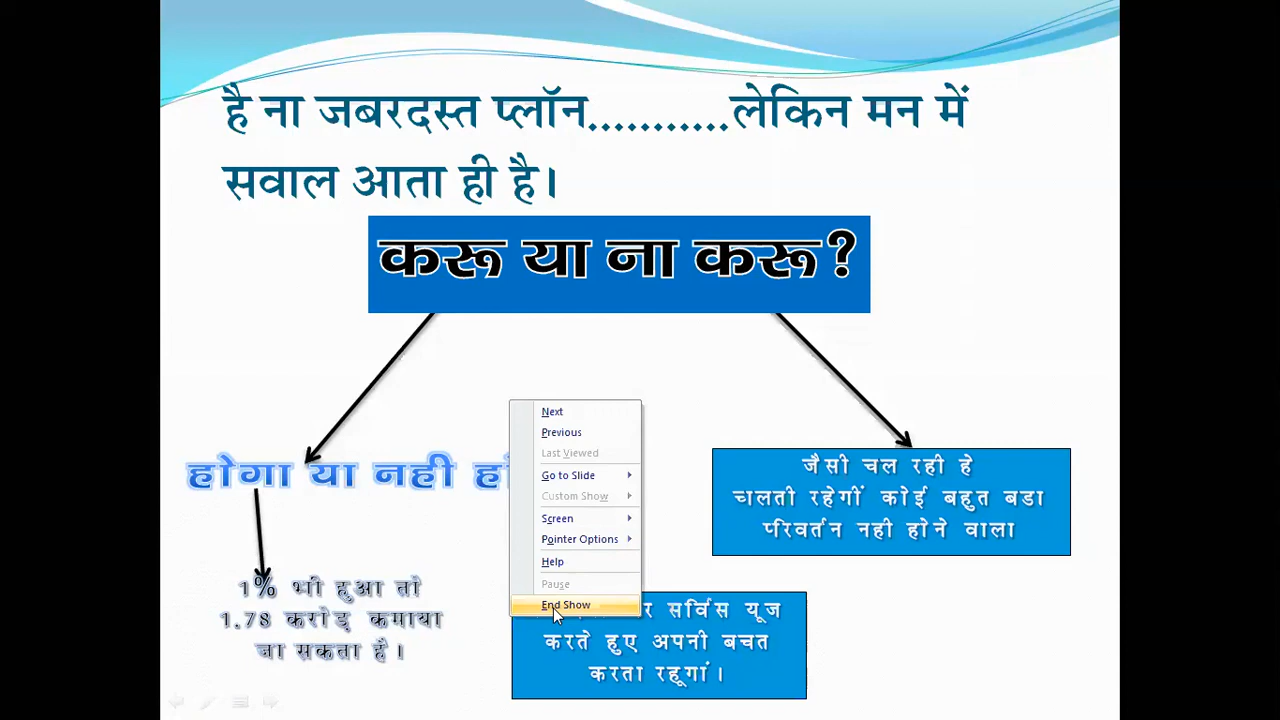 है ना जबरदस्त प्लॉन...........लेकिन मन में
सवाल आता ही है।
करू या ना करू?
होगा या नही
जैसी चल रही हे
चालती रहेगीं कोई बहुत बडा
परिवर्तन नही होने वाला
1% भी हुआ तो
1.78 करोड़ कमाया
जा सकता है।
Next
Previous
Last Viewed
Go to Slide
Custom Show
Screen
Pointer Options
Help
Pause
End Show
सर्विस यूज
करते हुए अपनी बचत
करता रहूगां।